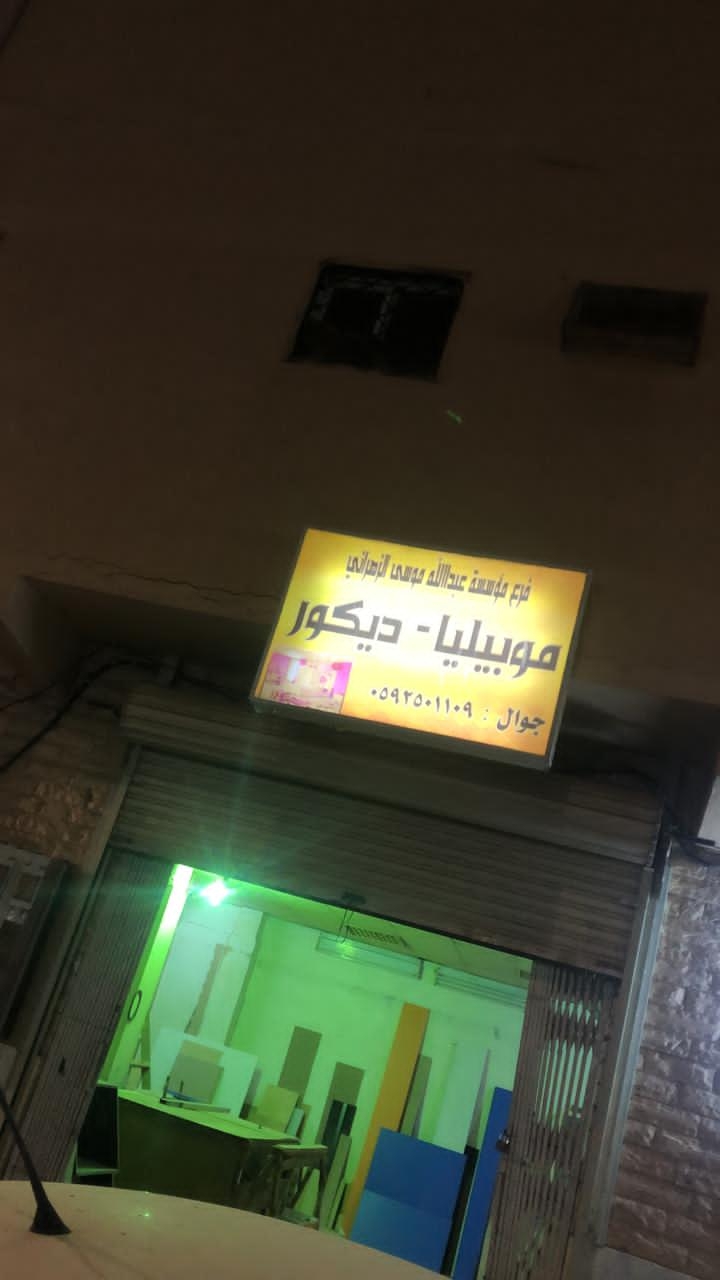 فرع مؤسسة عبدالله موسى الزهراني
موبيليا - ديكور
جوال : ٠٥٩٢٥٠١١٠٩